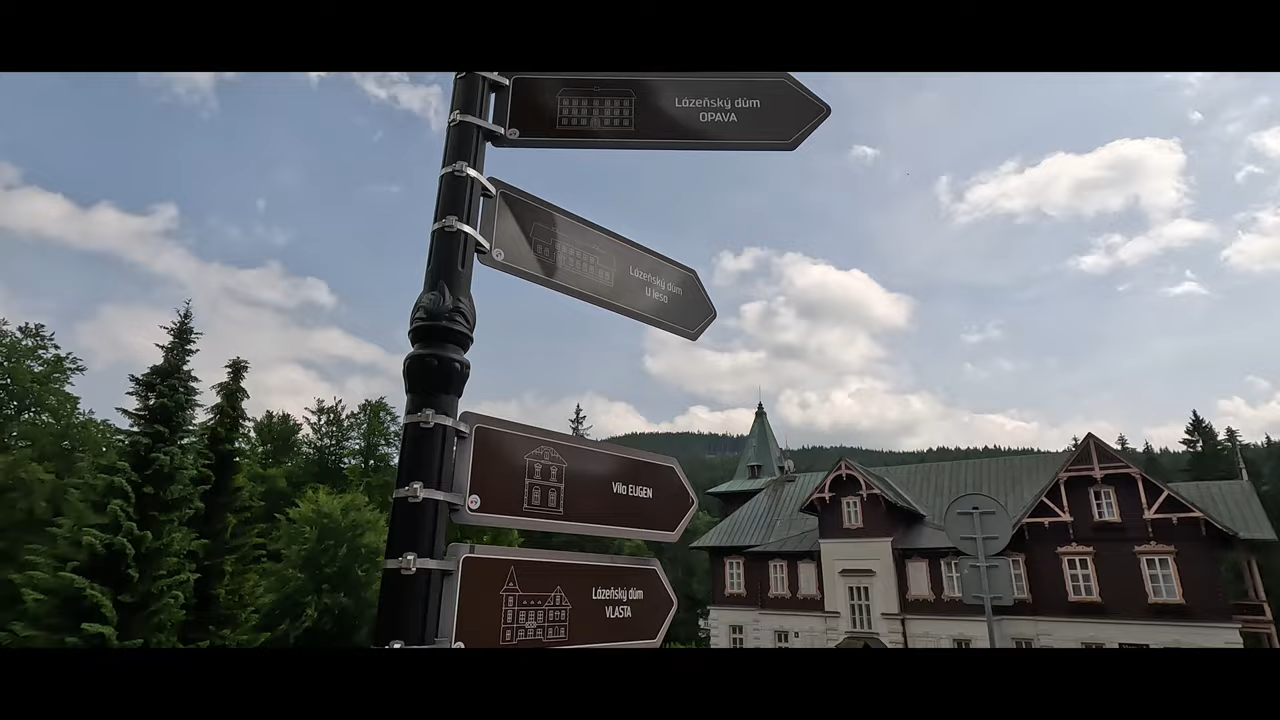 Lázeňský dům
OPAVA
Lázeňský dům
U lesa
Vila EUGEN
Lázeňský dům
VLASTA